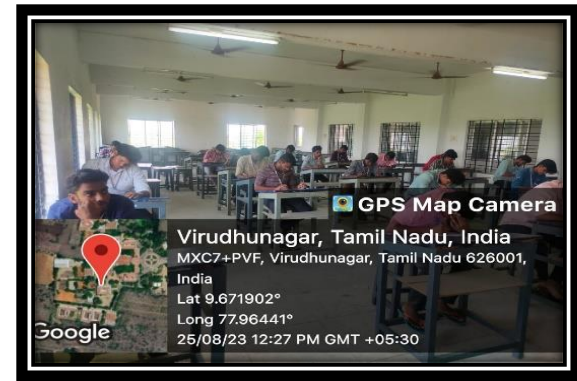 GPS Map Camera
Virudhunagar, Tamil Nadu, India
MXC7+PVF, Virudhunagar, Tamil Nadu 626001,
India
Lat 9.671902°
Long 77.96441°
25/08/23 12:27 PM GMT +05:30
Google